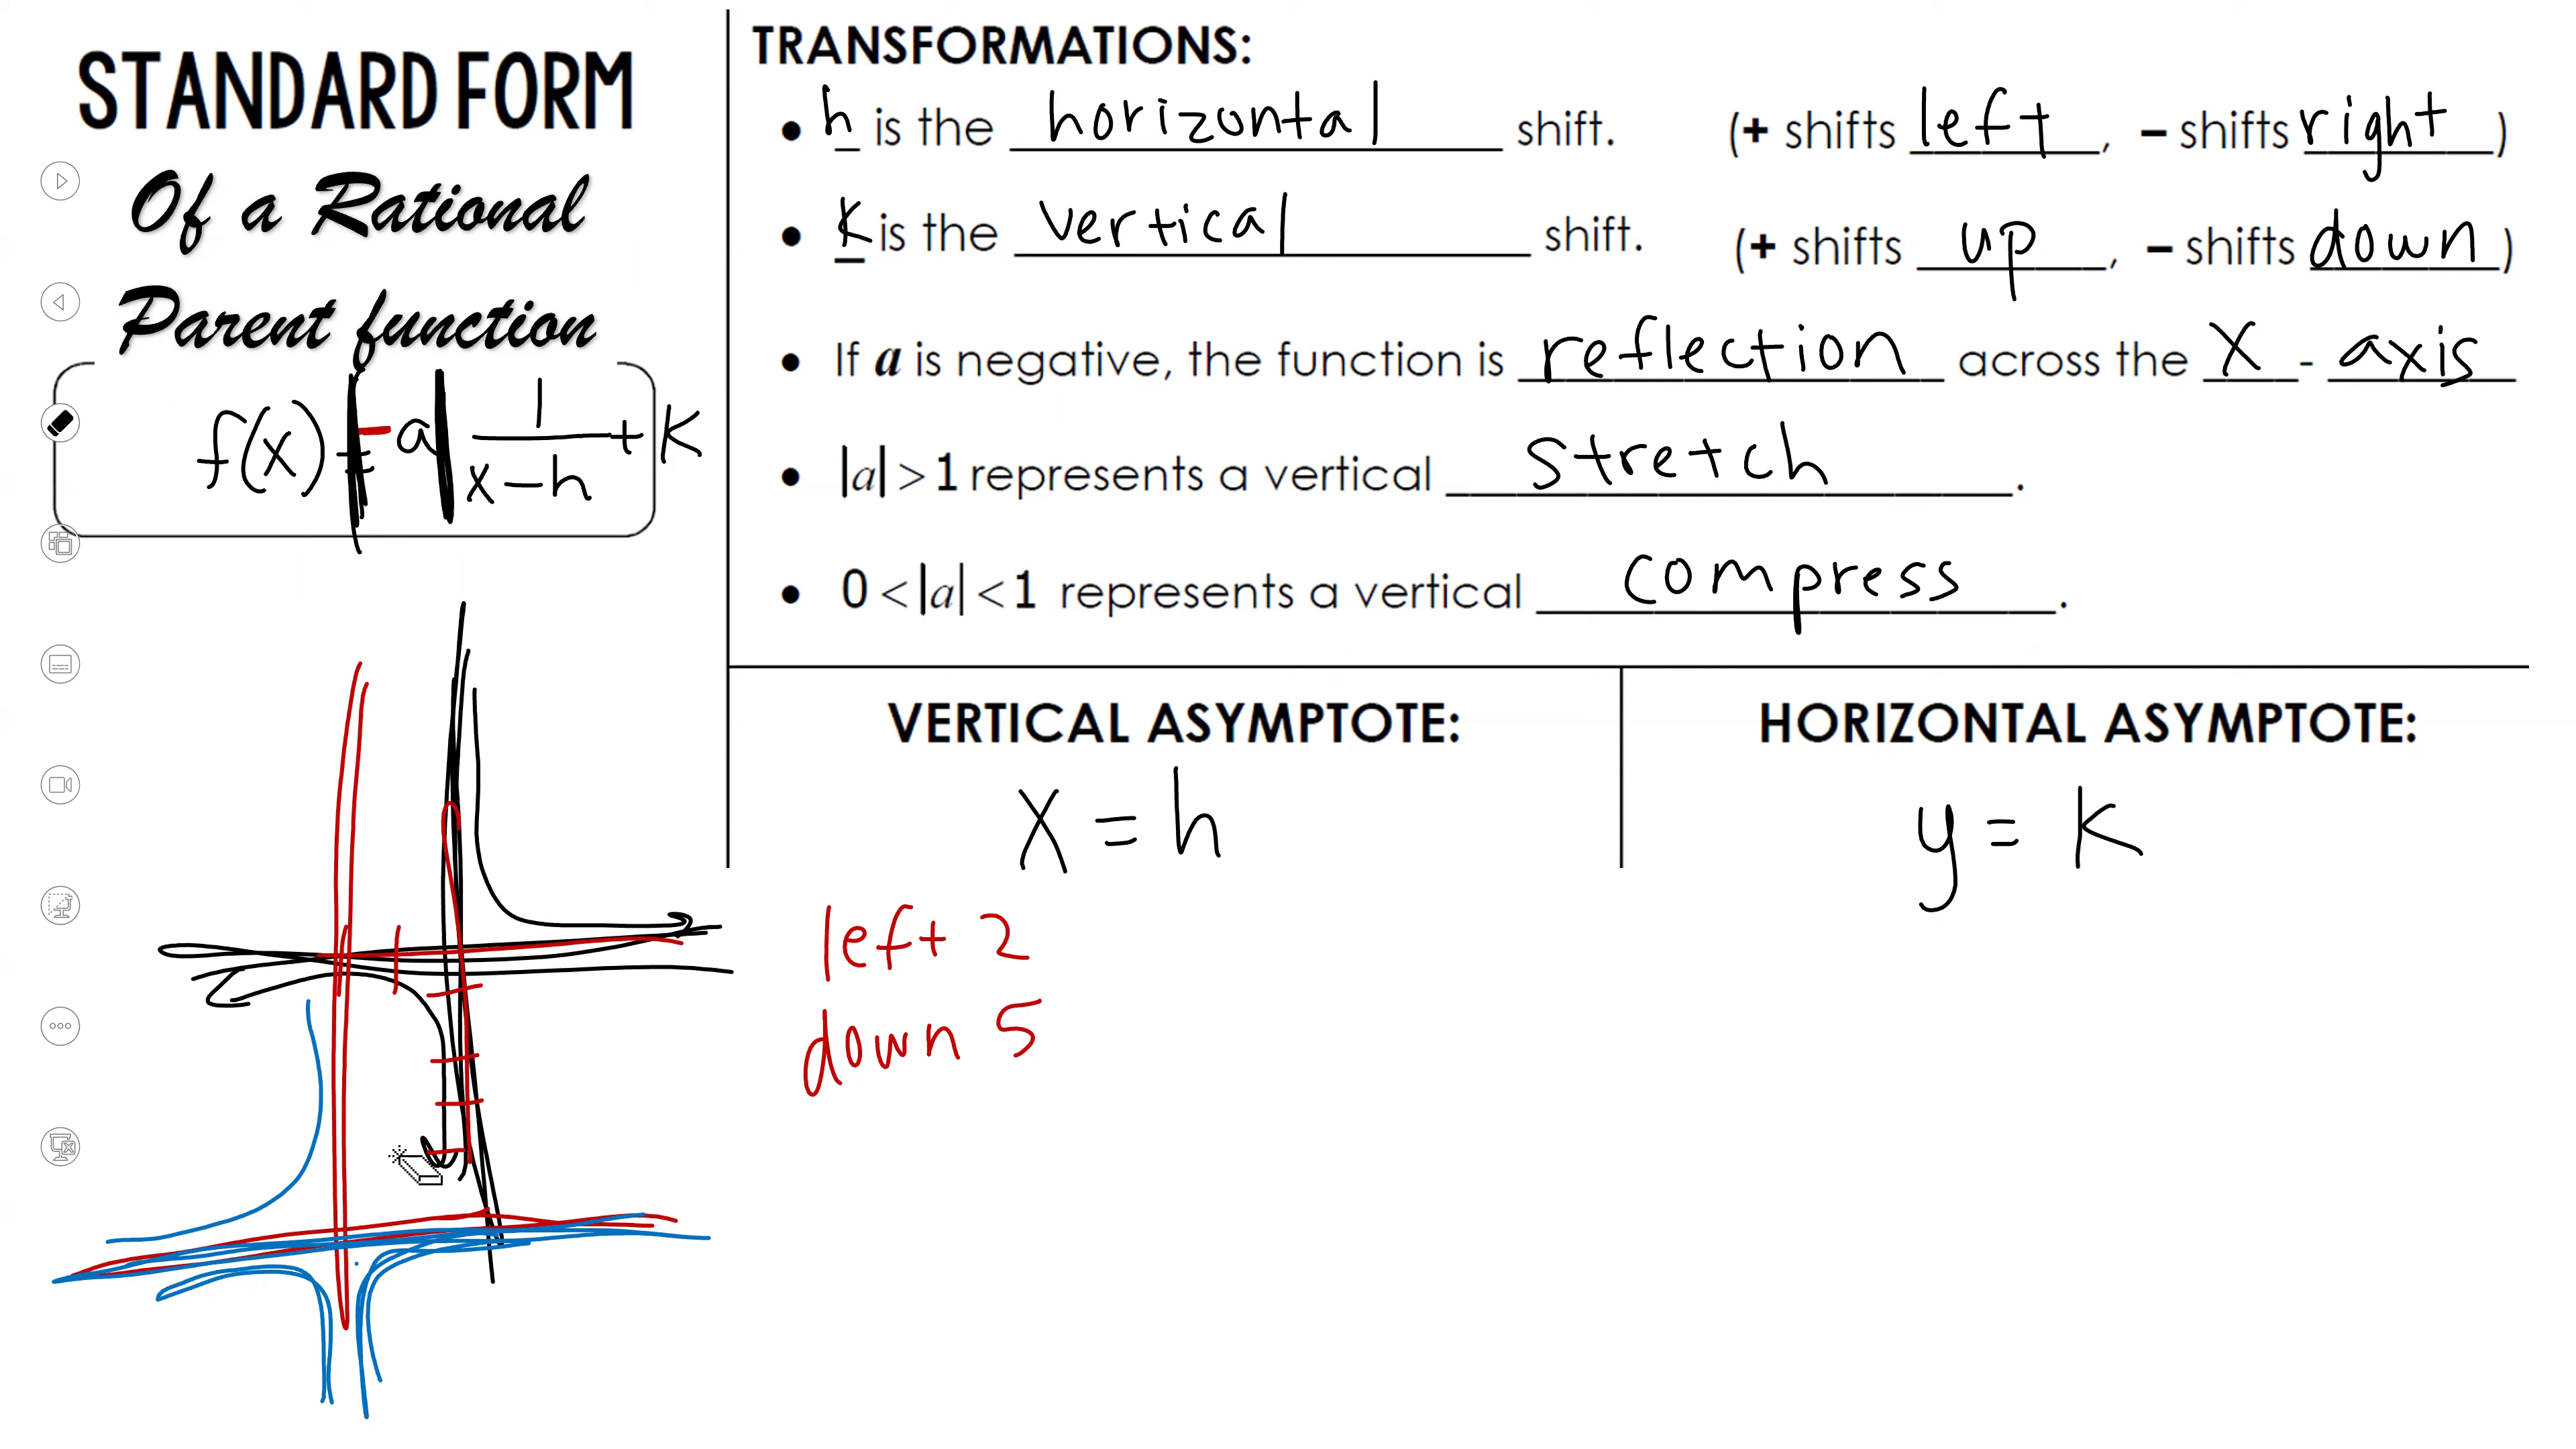 STANDARD FORM
Of a Rational
Parent function
f(x) = -a 1/(x-h) + k
TRANSFORMATIONS:
• h is the horizontal shift. (+ shifts left, – shifts right)
• k is the vertical shift. (+ shifts up, – shifts down)
• If a is negative, the function is reflection across the x - axis
• |a| > 1 represents a vertical stretch.
• 0 < |a| < 1 represents a vertical compress.
VERTICAL ASYMPTOTE:
x = h
HORIZONTAL ASYMPTOTE:
y = k
left 2
down 5